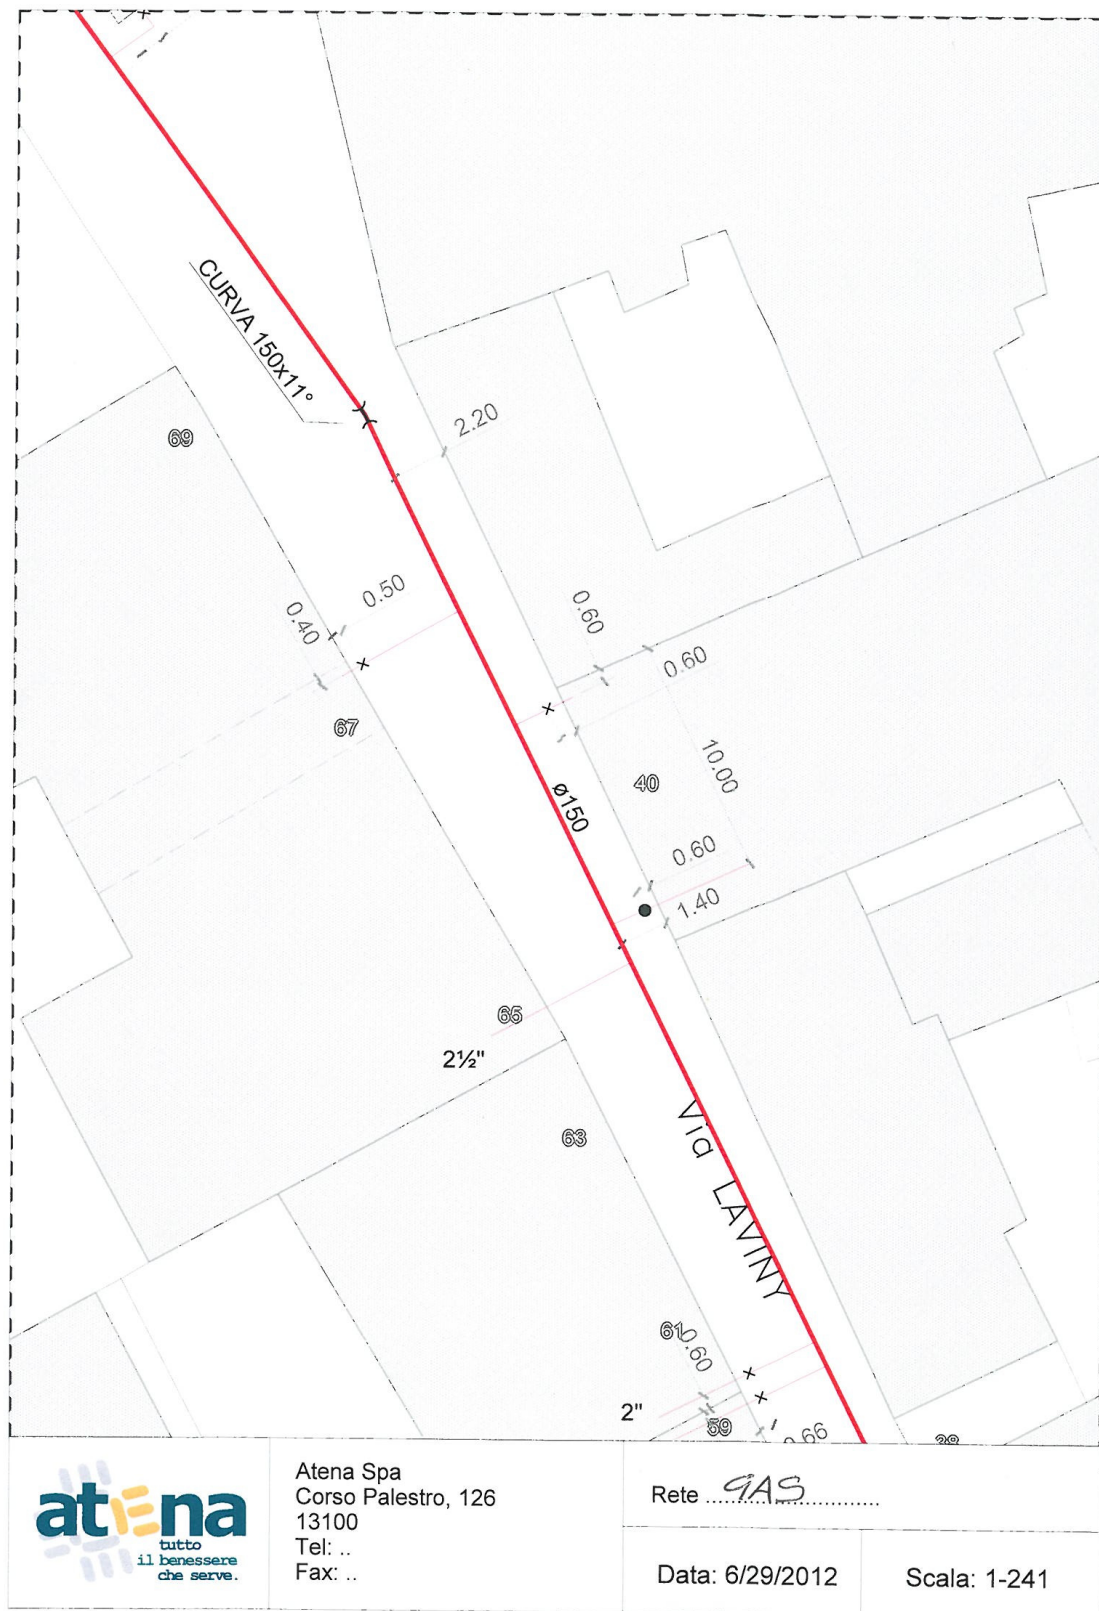 CURVA 150x11°
2.20
69
0.50
0.40
0.60
0.60
67
10.00
40
ø150
0.60
1.40
65
2½"
63
Via LAVINY
61
0.60
2"
59
0.66
38
atena
tutto
il benessere
che serve.
Atena Spa
Corso Palestro, 126
13100
Tel: ..
Fax: ..
Rete ..GAS............
Data: 6/29/2012
Scala: 1-241